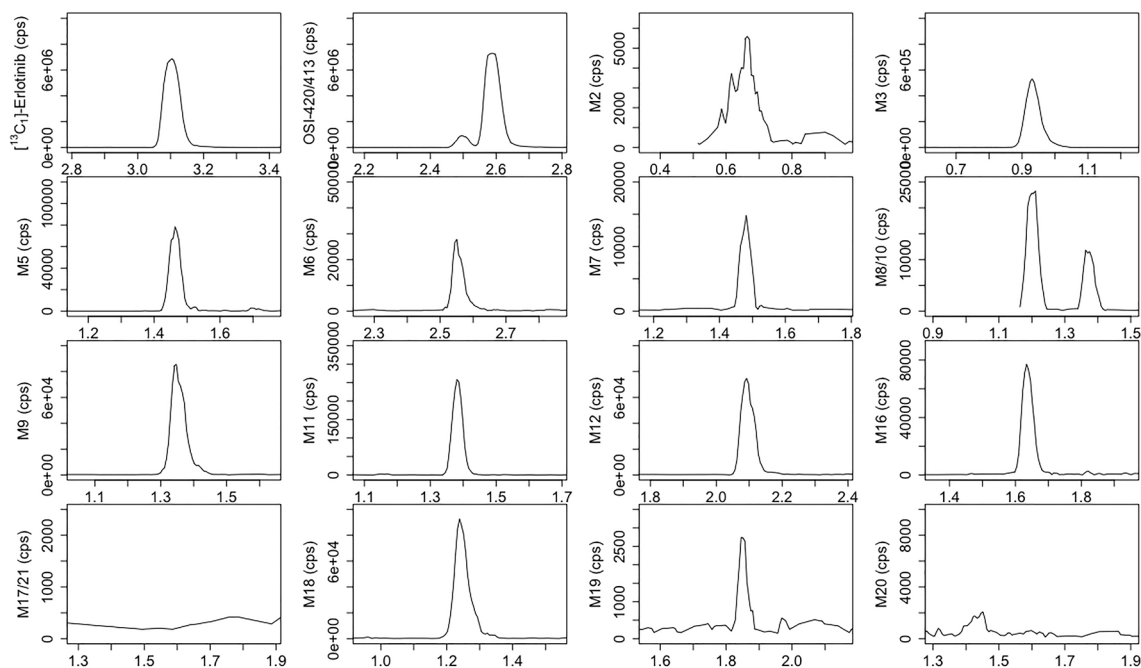 [¹³C₁]-Erlotinib (cps)
0e+00 6e+06
2.8 3.0 3.2 3.4
OSI-420/413 (cps)
0e+00 6e+06
2.2 2.4 2.6 2.8
M2 (cps)
0 2000 5000
0.4 0.6 0.8
M3 (cps)
0e+00 6e+05
0.7 0.9 1.1
M5 (cps)
0 40000 100000
1.2 1.4 1.6
M6 (cps)
0 20000 50000
2.3 2.5 2.7
M7 (cps)
0 10000 20000
1.2 1.4 1.6 1.8
M8/10 (cps)
0 10000 25000
0.9 1.1 1.3 1.5
M9 (cps)
0e+00 6e+04
1.1 1.3 1.5
M11 (cps)
0 150000 350000
1.1 1.3 1.5 1.7
M12 (cps)
0e+00 6e+04
1.8 2.0 2.2 2.4
M16 (cps)
0 40000 80000
1.4 1.6 1.8
M17/21 (cps)
0 1000 2000
1.3 1.5 1.7 1.9
M18 (cps)
0e+00 6e+04
1.0 1.2 1.4
M19 (cps)
0 1000 2500
1.6 1.8 2.0
M20 (cps)
0 4000 8000
1.3 1.5 1.7 1.9